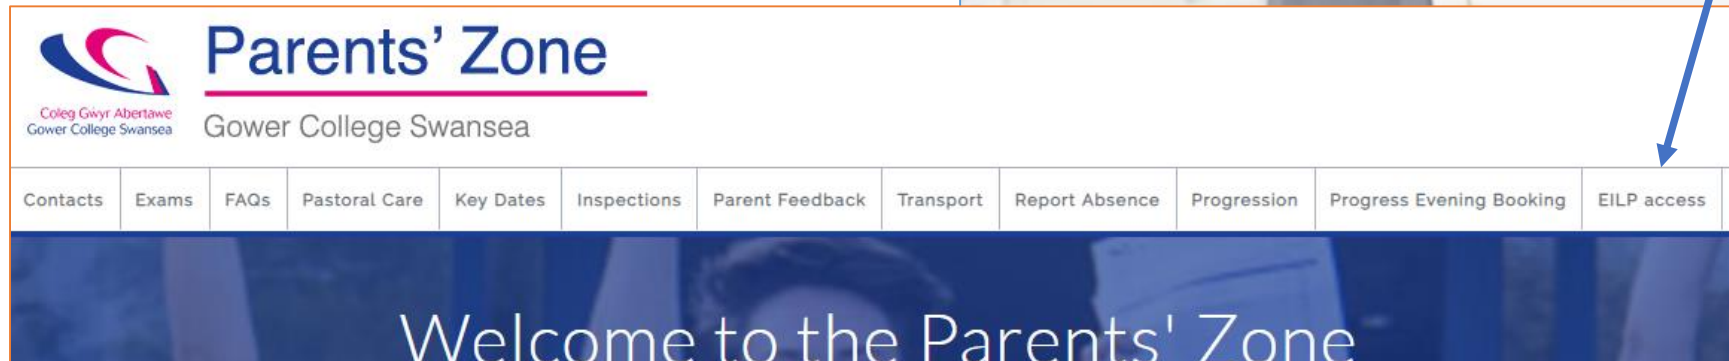 Parents' Zone
Coleg Gwyr Abertawe
Gower College Swansea
Gower College Swansea
Contacts
Exams
FAQs
Pastoral Care
Key Dates
Inspections
Parent Feedback
Transport
Report Absence
Progression
Progress Evening Booking
EILP access
Welcome to the Parents' Zone